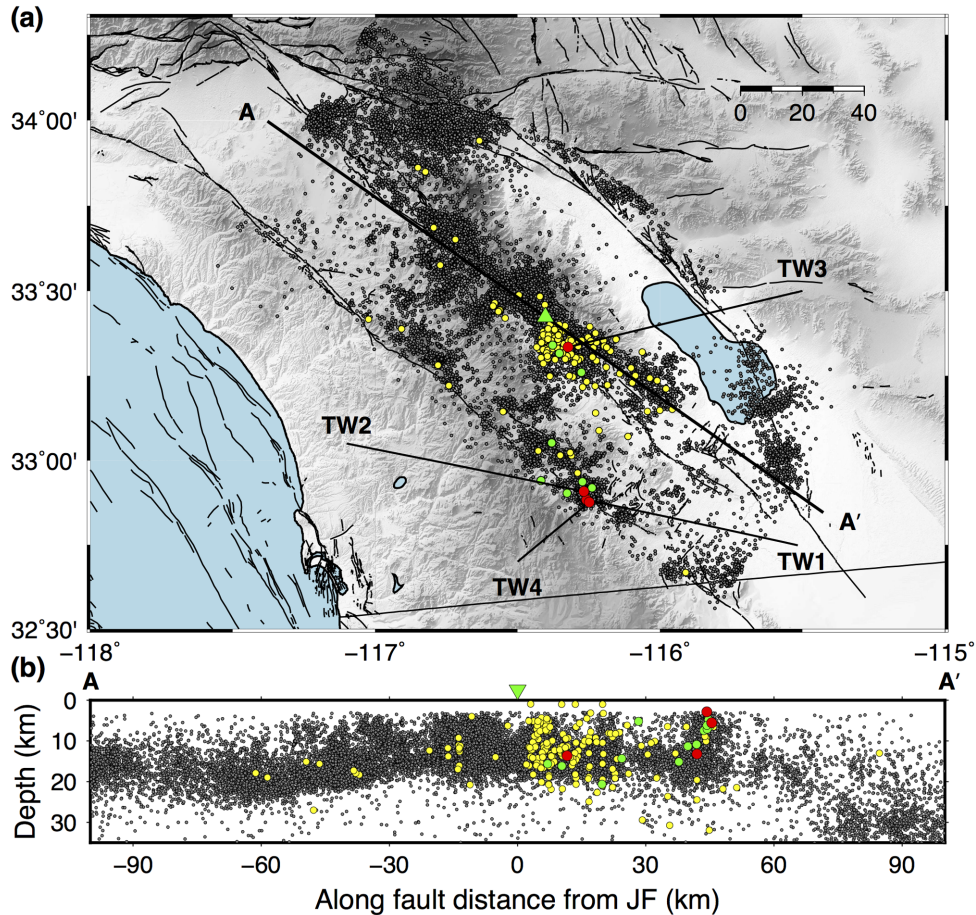 (a)
34°00'
33°30'
33°00'
32°30'
A
0 20 40
TW3
TW2
A'
TW1
TW4
-118° -117° -116° -115°
(b)
A A'
0
10
20
30
Depth (km)
-90 -60 -30 0 30 60 90
Along fault distance from JF (km)